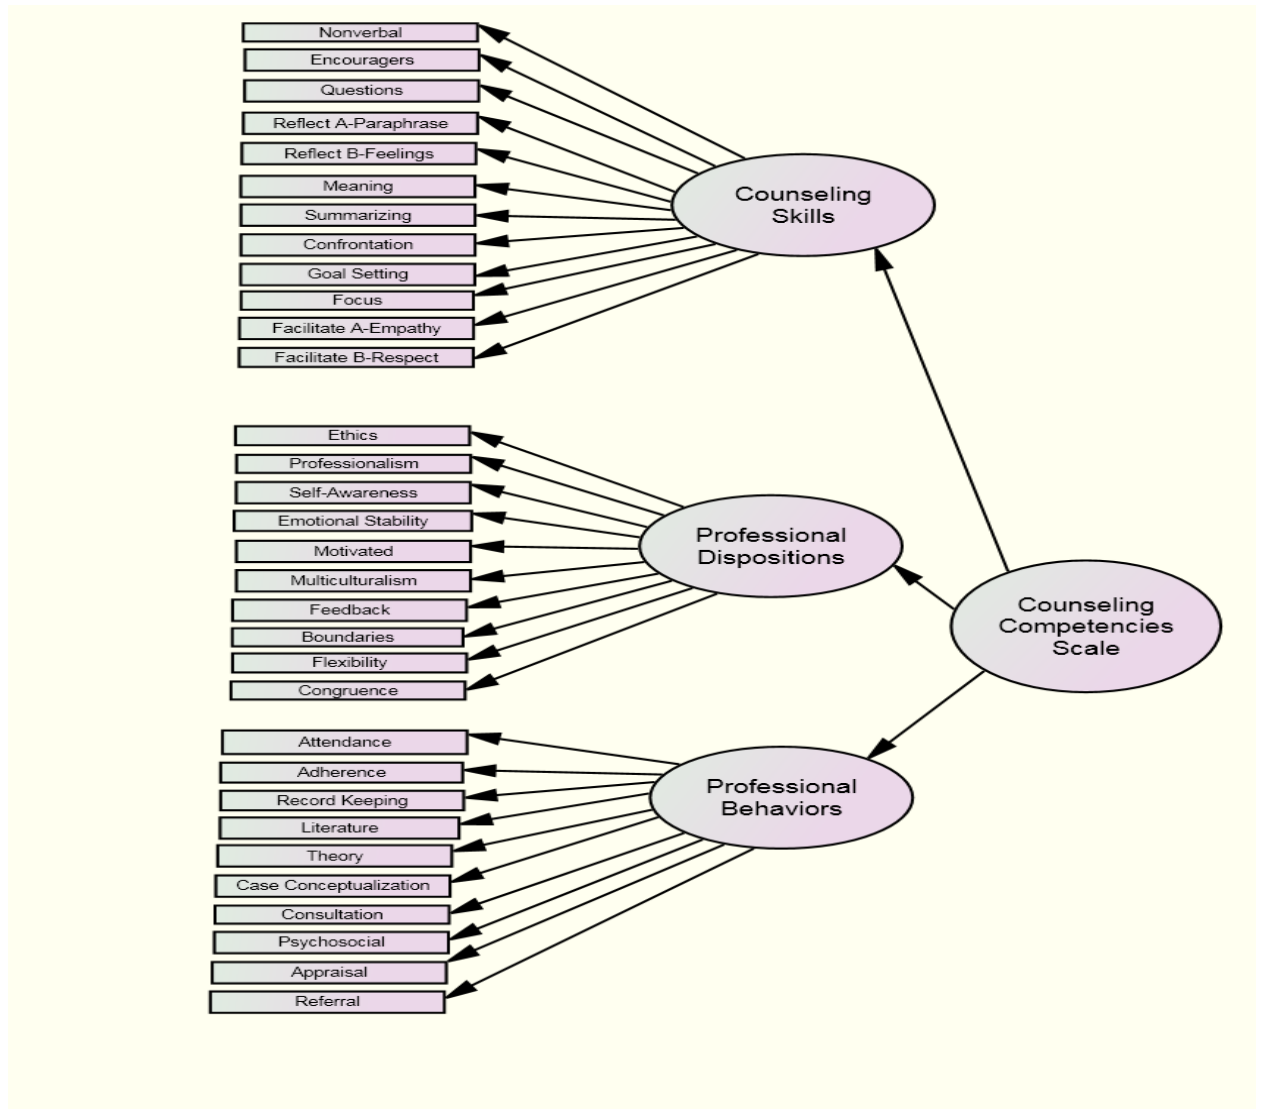 Nonverbal
Encouragers
Questions
Reflect A-Paraphrase
Reflect B-Feelings
Meaning
Summarizing
Confrontation
Goal Setting
Focus
Facilitate A-Empathy
Facilitate B-Respect
Counseling
Skills
Ethics
Professionalism
Self-Awareness
Emotional Stability
Motivated
Multiculturalism
Feedback
Boundaries
Flexibility
Congruence
Professional
Dispositions
Counseling
Competencies
Scale
Attendance
Adherence
Record Keeping
Literature
Theory
Case Conceptualization
Consultation
Psychosocial
Appraisal
Referral
Professional
Behaviors